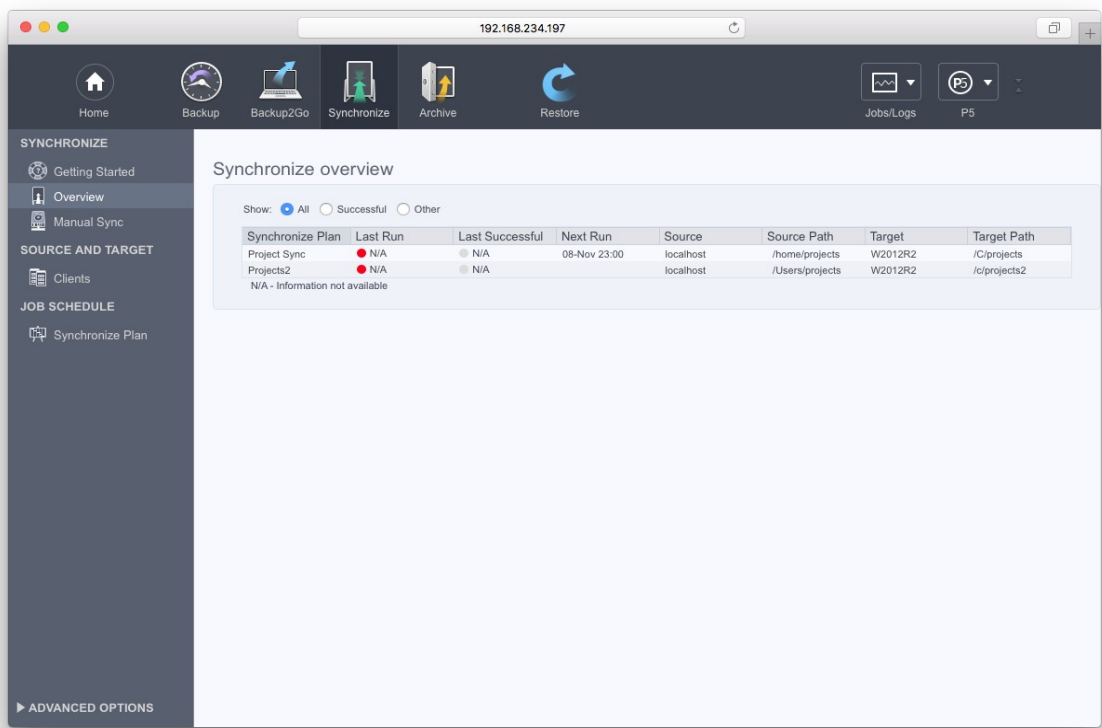 192.168.234.197
Home
Backup
Backup2Go
Synchronize
Archive
Restore
Jobs/Logs
P5
P5
SYNCHRONIZE
Getting Started
Overview
Manual Sync
SOURCE AND TARGET
Clients
JOB SCHEDULE
Synchronize Plan
ADVANCED OPTIONS
Synchronize overview
Show: All Successful Other
Synchronize Plan Last Run Last Successful Next Run Source Source Path Target Target Path
Project Sync N/A N/A 08-Nov 23:00 localhost /home/projects W2012R2 /C/projects
Projects2 N/A N/A localhost /Users/projects W2012R2 /c/projects2
N/A - Information not available